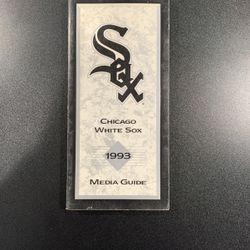 Sox
CHICAGO
WHITE SOX
1993
MEDIA GUIDE